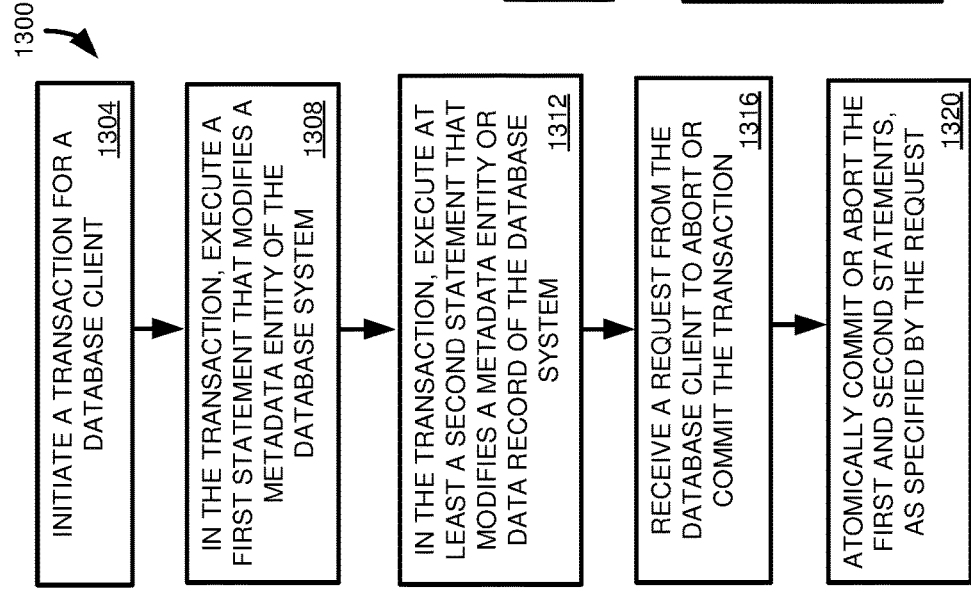 1300
INITIATE A TRANSACTION FOR A
DATABASE CLIENT
1304
IN THE TRANSACTION, EXECUTE A
FIRST STATEMENT THAT MODIFIES A
METADATA ENTITY OF THE
DATABASE SYSTEM
1308
IN THE TRANSACTION, EXECUTE AT
LEAST A SECOND STATEMENT THAT
MODIFIES A METADATA ENTITY OR
DATA RECORD OF THE DATABASE
SYSTEM
1312
RECEIVE A REQUEST FROM THE
DATABASE CLIENT TO ABORT OR
COMMIT THE TRANSACTION
1316
ATOMICALLY COMMIT OR ABORT THE
FIRST AND SECOND STATEMENTS,
AS SPECIFIED BY THE REQUEST
1320